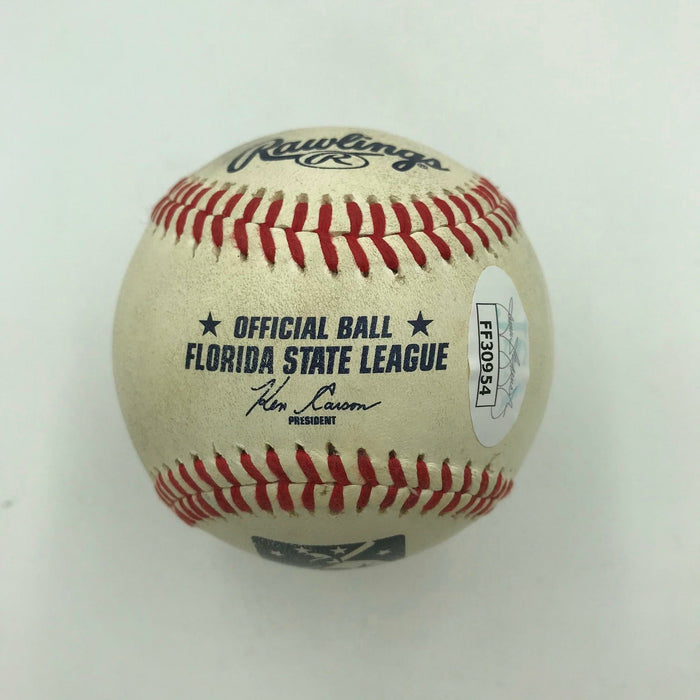 Rawlings
R
★ OFFICIAL BALL ★
FLORIDA STATE LEAGUE
Ken Carson
PRESIDENT
FF30954